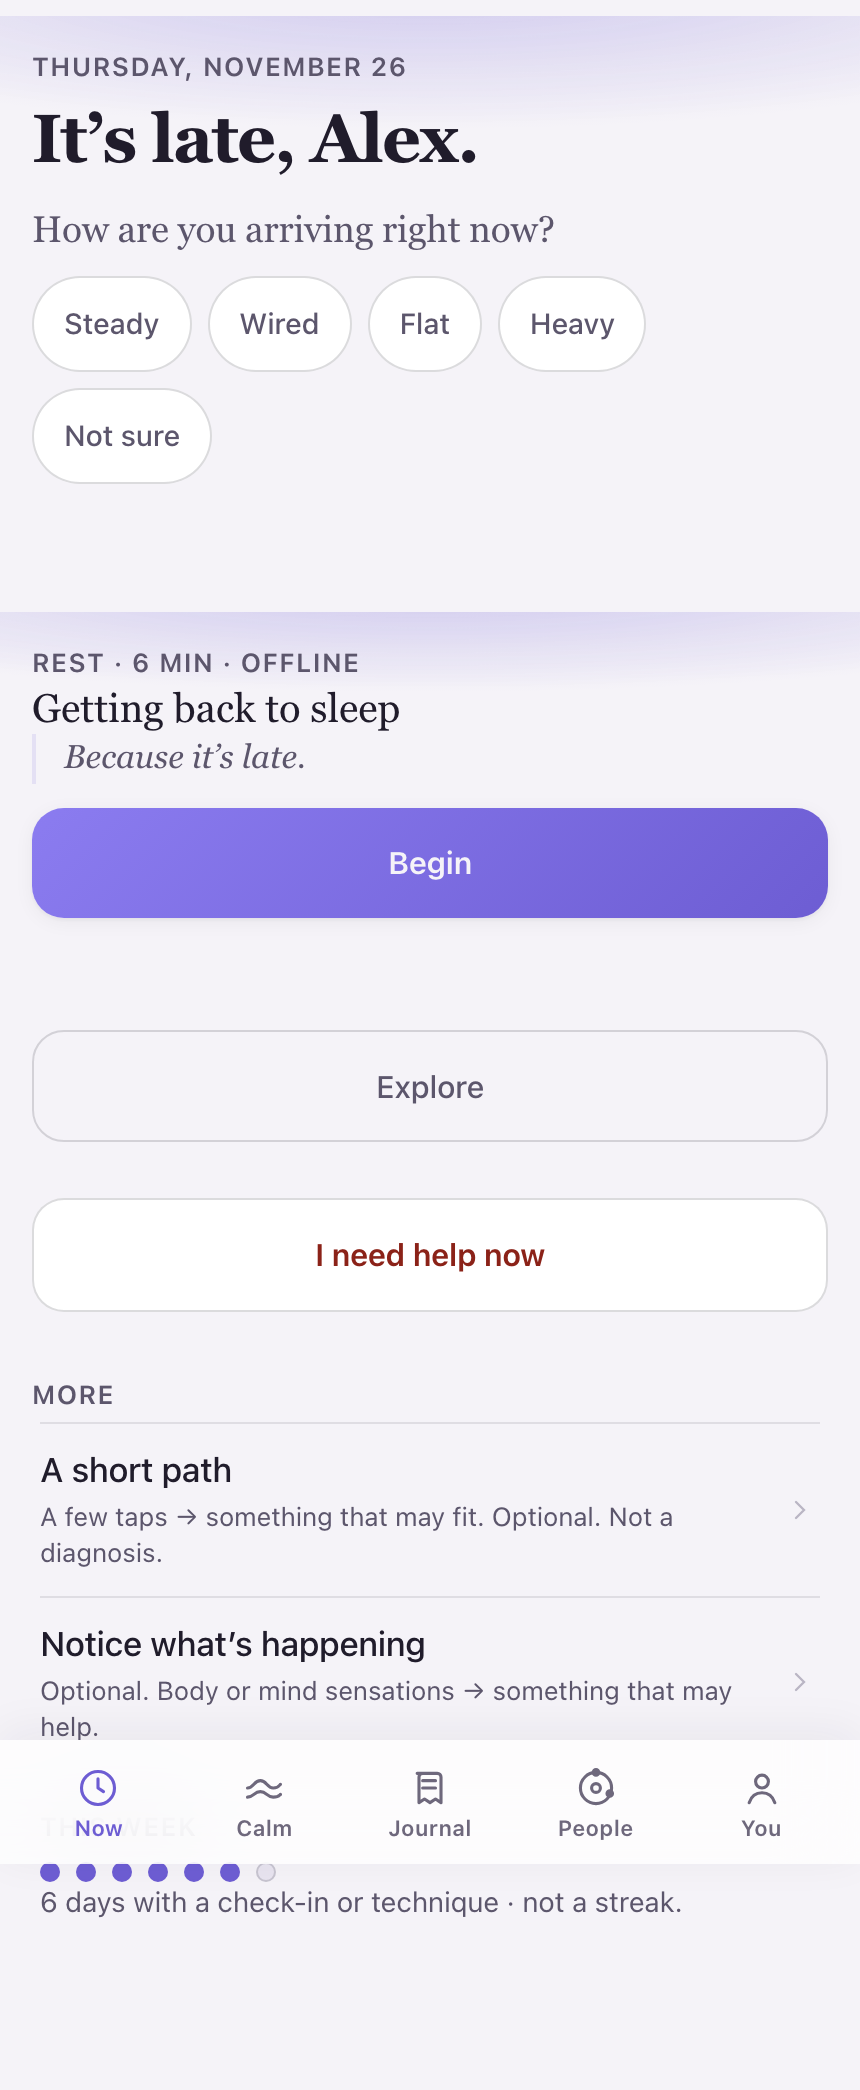 THURSDAY, NOVEMBER 26
It’s late, Alex.
How are you arriving right now?
Steady
Wired
Flat
Heavy
Not sure
REST · 6 MIN · OFFLINE
Getting back to sleep
Because it’s late.
Begin
Explore
I need help now
MORE
A short path
A few taps → something that may fit. Optional. Not a
diagnosis.
Notice what’s happening
Optional. Body or mind sensations → something that may
help.
Now
Calm
Journal
People
You
6 days with a check-in or technique · not a streak.